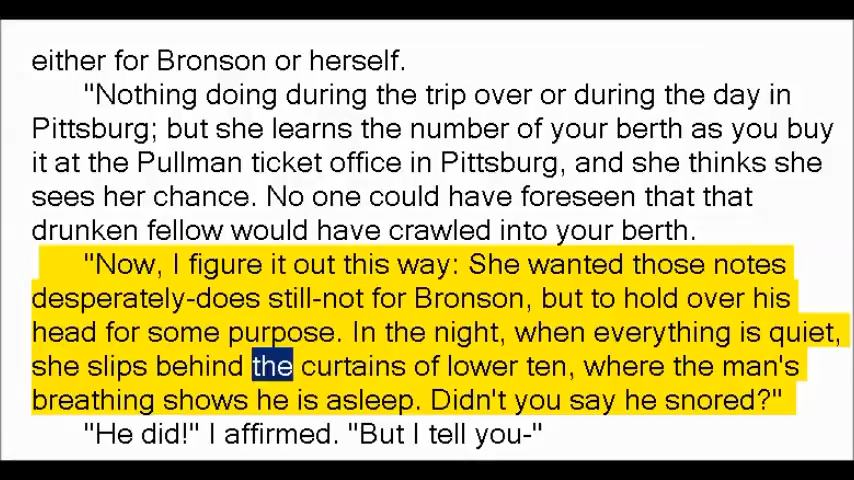 either for Bronson or herself.
"Nothing doing during the trip over or during the day in
Pittsburg; but she learns the number of your berth as you buy
it at the Pullman ticket office in Pittsburg, and she thinks she
sees her chance. No one could have foreseen that that
drunken fellow would have crawled into your berth.
"Now, I figure it out this way: She wanted those notes
desperately-does still-not for Bronson, but to hold over his
head for some purpose. In the night, when everything is quiet,
she slips behind the curtains of lower ten, where the man's
breathing shows he is asleep. Didn't you say he snored?"
"He did!" I affirmed. "But I tell you-"